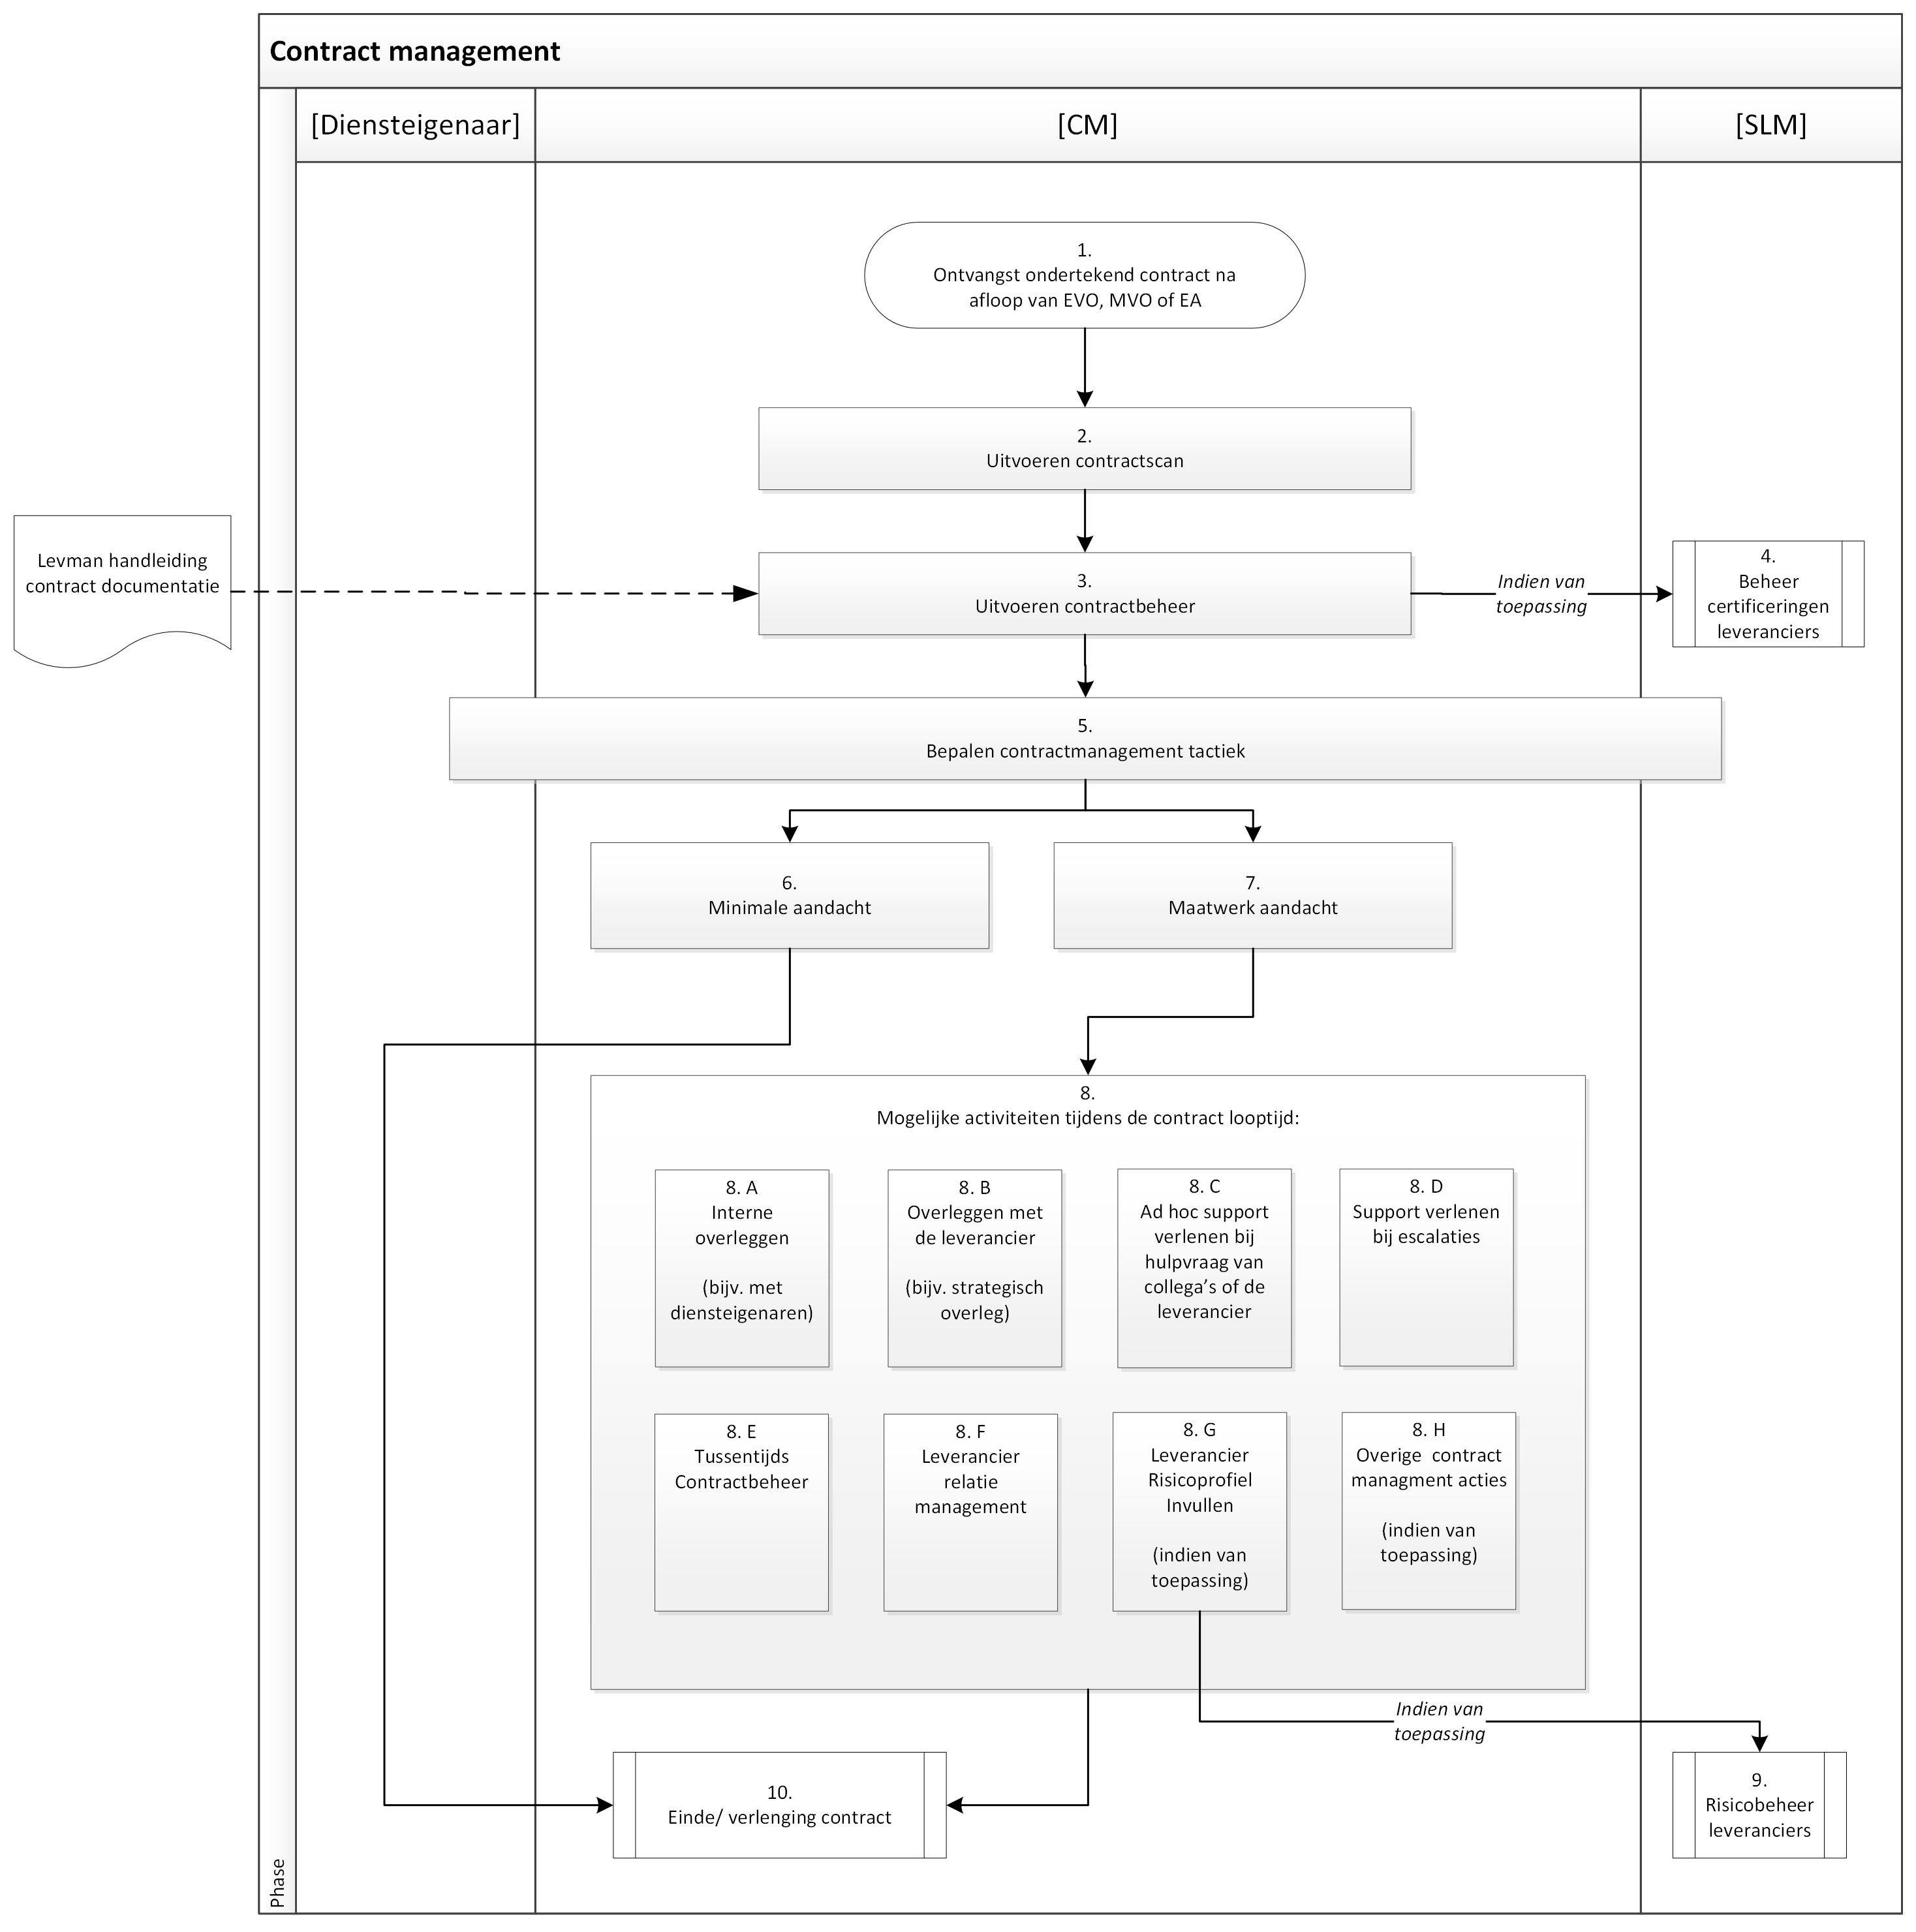 Contract management
[Diensteigenaar]
[CM]
[SLM]
1.
Ontvangst ondertekend contract na
afloop van EVO, MVO of EA
2.
Uitvoeren contractscan
Levman handleiding
contract documentatie
3.
Uitvoeren contractbeheer
Indien van
toepassing
4.
Beheer
certificeringen
leveranciers
5.
Bepalen contractmanagement tactiek
6.
Minimale aandacht
7.
Maatwerk aandacht
8.
Mogelijke activiteiten tijdens de contract looptijd:
8. A
Interne
overleggen
(bijv. met
diensteigenaren)
8. B
Overleggen met
de leverancier
(bijv. strategisch
overleg)
8. C
Ad hoc support
verlenen bij
hulpvraag van
collega’s of de
leverancier
8. D
Support verlenen
bij escalaties
8. E
Tussentijds
Contractbeheer
8. F
Leverancier
relatie
management
8. G
Leverancier
Risicoprofiel
Invullen
(indien van
toepassing)
8. H
Overige  contract
managment acties
(indien van
toepassing)
Indien van
toepassing
9.
Risicobeheer
leveranciers
10.
Einde/ verlenging contract
Phase